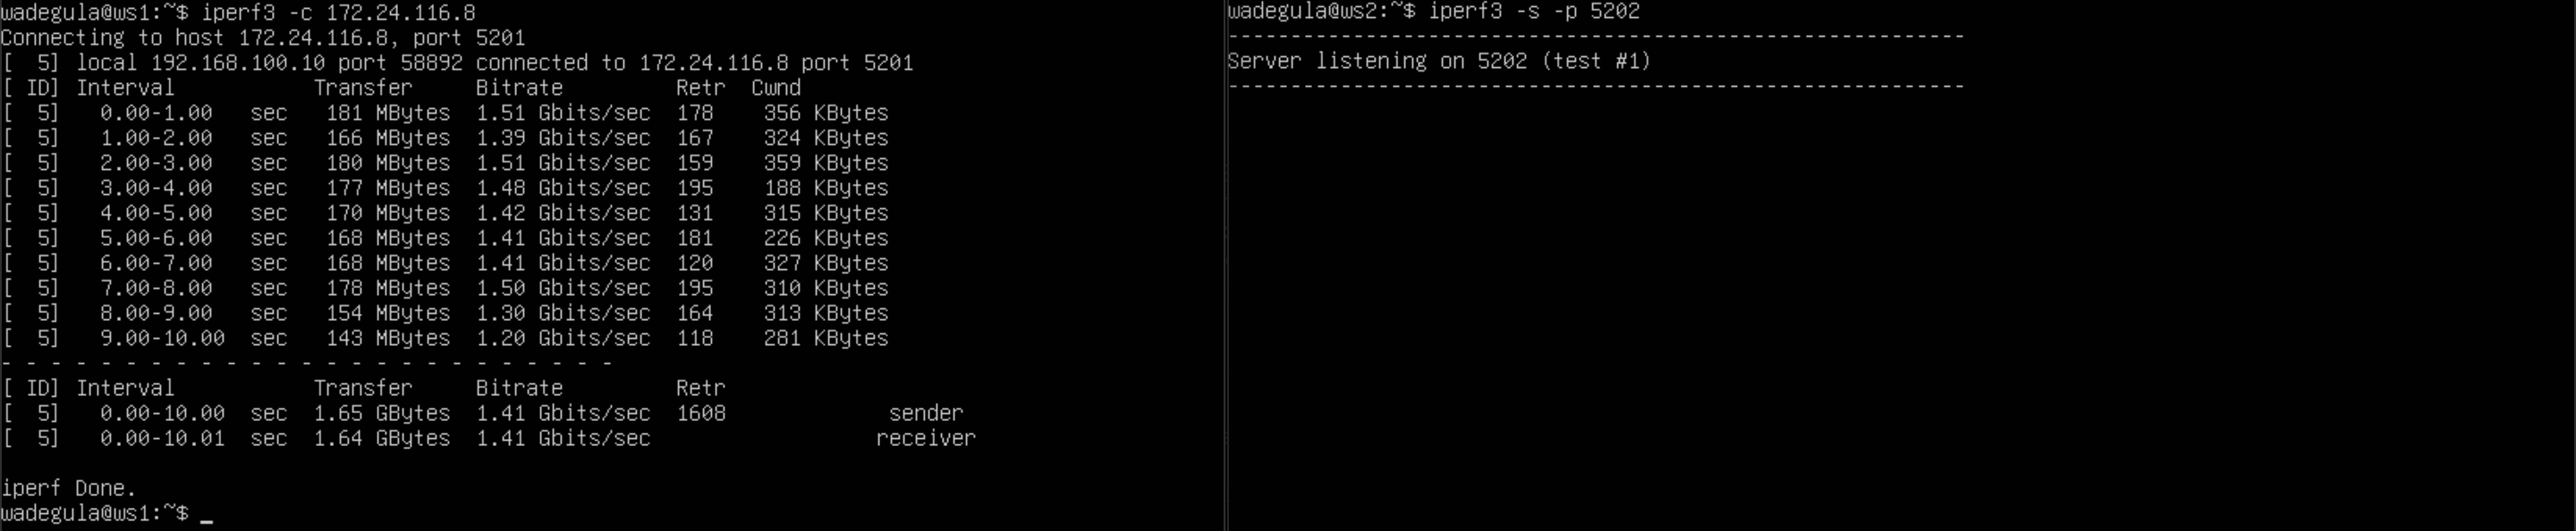 wadegula@ws1:~$ iperf3 -c 172.24.116.8
Connecting to host 172.24.116.8, port 5201
[  5] local 192.168.100.10 port 58892 connected to 172.24.116.8 port 5201
[ ID] Interval           Transfer     Bitrate         Retr  Cwnd
[  5]   0.00-1.00   sec   181 MBytes  1.51 Gbits/sec  178    356 KBytes
[  5]   1.00-2.00   sec   166 MBytes  1.39 Gbits/sec  167    324 KBytes
[  5]   2.00-3.00   sec   180 MBytes  1.51 Gbits/sec  159    359 KBytes
[  5]   3.00-4.00   sec   177 MBytes  1.48 Gbits/sec  195    188 KBytes
[  5]   4.00-5.00   sec   170 MBytes  1.42 Gbits/sec  131    315 KBytes
[  5]   5.00-6.00   sec   168 MBytes  1.41 Gbits/sec  181    226 KBytes
[  5]   6.00-7.00   sec   168 MBytes  1.41 Gbits/sec  120    327 KBytes
[  5]   7.00-8.00   sec   178 MBytes  1.50 Gbits/sec  195    310 KBytes
[  5]   8.00-9.00   sec   154 MBytes  1.30 Gbits/sec  164    313 KBytes
[  5]   9.00-10.00  sec   143 MBytes  1.20 Gbits/sec  118    281 KBytes
- - - - - - - - - - - - - - - - - - - - - - - - -
[ ID] Interval           Transfer     Bitrate         Retr
[  5]   0.00-10.00  sec  1.65 GBytes  1.41 Gbits/sec  1608             sender
[  5]   0.00-10.01  sec  1.64 GBytes  1.41 Gbits/sec                  receiver
iperf Done.
wadegula@ws1:~$ _
wadegula@ws2:~$ iperf3 -s -p 5202
-----------------------------------------------------------
Server listening on 5202 (test #1)
-----------------------------------------------------------